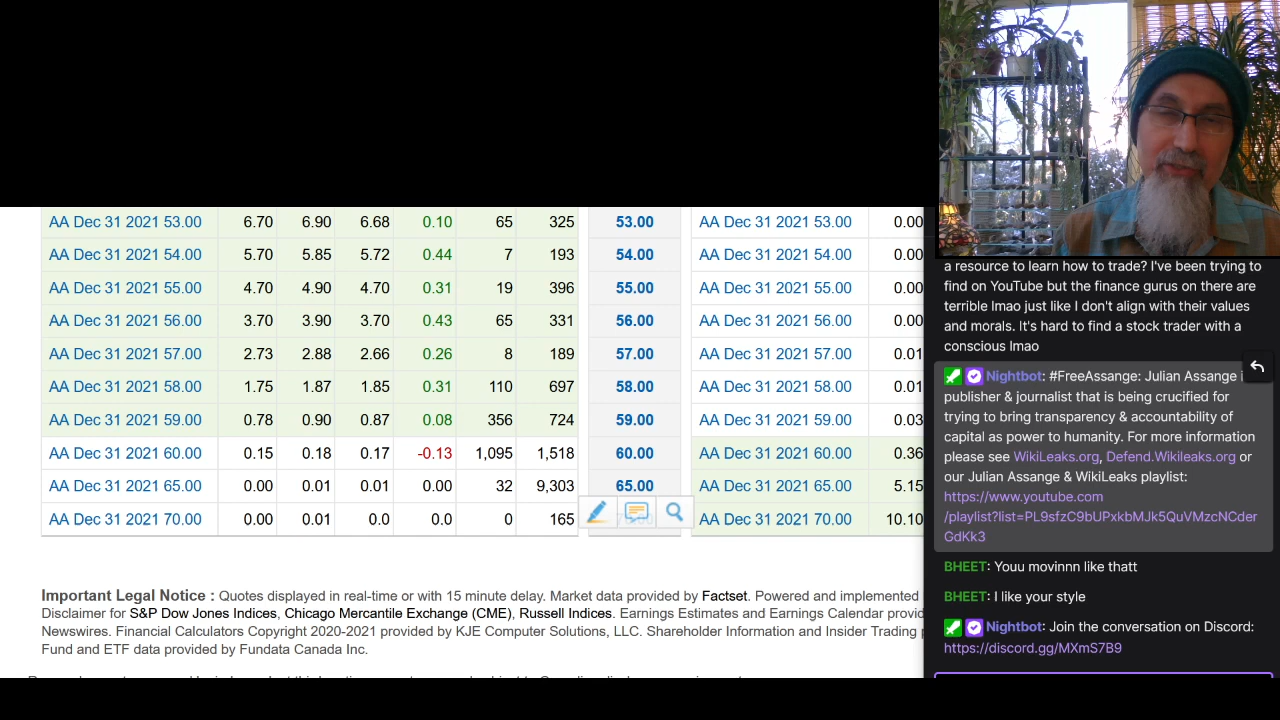 AA Dec 31 2021 53.00 6.70 6.90 6.68 0.10 65 325 53.00 AA Dec 31 2021 53.00 0.00
AA Dec 31 2021 54.00 5.70 5.85 5.72 0.44 7 193 54.00 AA Dec 31 2021 54.00 0.00
AA Dec 31 2021 55.00 4.70 4.90 4.70 0.31 19 396 55.00 AA Dec 31 2021 55.00 0.00
AA Dec 31 2021 56.00 3.70 3.90 3.70 0.43 65 331 56.00 AA Dec 31 2021 56.00 0.00
AA Dec 31 2021 57.00 2.73 2.88 2.66 0.26 8 189 57.00 AA Dec 31 2021 57.00 0.01
AA Dec 31 2021 58.00 1.75 1.87 1.85 0.31 110 697 58.00 AA Dec 31 2021 58.00 0.01
AA Dec 31 2021 59.00 0.78 0.90 0.87 0.08 356 724 59.00 AA Dec 31 2021 59.00 0.03
AA Dec 31 2021 60.00 0.15 0.18 0.17 -0.13 1,095 1,518 60.00 AA Dec 31 2021 60.00 0.36
AA Dec 31 2021 65.00 0.00 0.01 0.01 0.00 32 9,303 65.00 AA Dec 31 2021 65.00 5.15
AA Dec 31 2021 70.00 0.00 0.01 0.0 0.0 0 165 AA Dec 31 2021 70.00 10.10
Important Legal Notice : Quotes displayed in real-time or with 15 minute delay. Market data provided by Factset. Powered and implemented
Disclaimer for S&P Dow Jones Indices, Chicago Mercantile Exchange (CME), Russell Indices. Earnings Estimates and Earnings Calendar provid
Newswires. Financial Calculators Copyright 2020-2021 provided by KJE Computer Solutions, LLC. Shareholder Information and Insider Trading
Fund and ETF data provided by Fundata Canada Inc.
a resource to learn how to trade? I've been trying to
find on YouTube but the finance gurus on there are
terrible lmao just like I don't align with their values
and morals. It's hard to find a stock trader with a
conscious lmao
Nightbot: #FreeAssange: Julian Assange
publisher & journalist that is being crucified for
trying to bring transparency & accountability of
capital as power to humanity. For more information
please see WikiLeaks.org, Defend.Wikileaks.org or
our Julian Assange & WikiLeaks playlist:
https://www.youtube.com
/playlist?list=PL9sfzC9bUPxkbMJk5QuVMzcNCder
GdKk3
BHEET: Youu movinnn like thatt
BHEET: I like your style
Nightbot: Join the conversation on Discord:
https://discord.gg/MXmS7B9